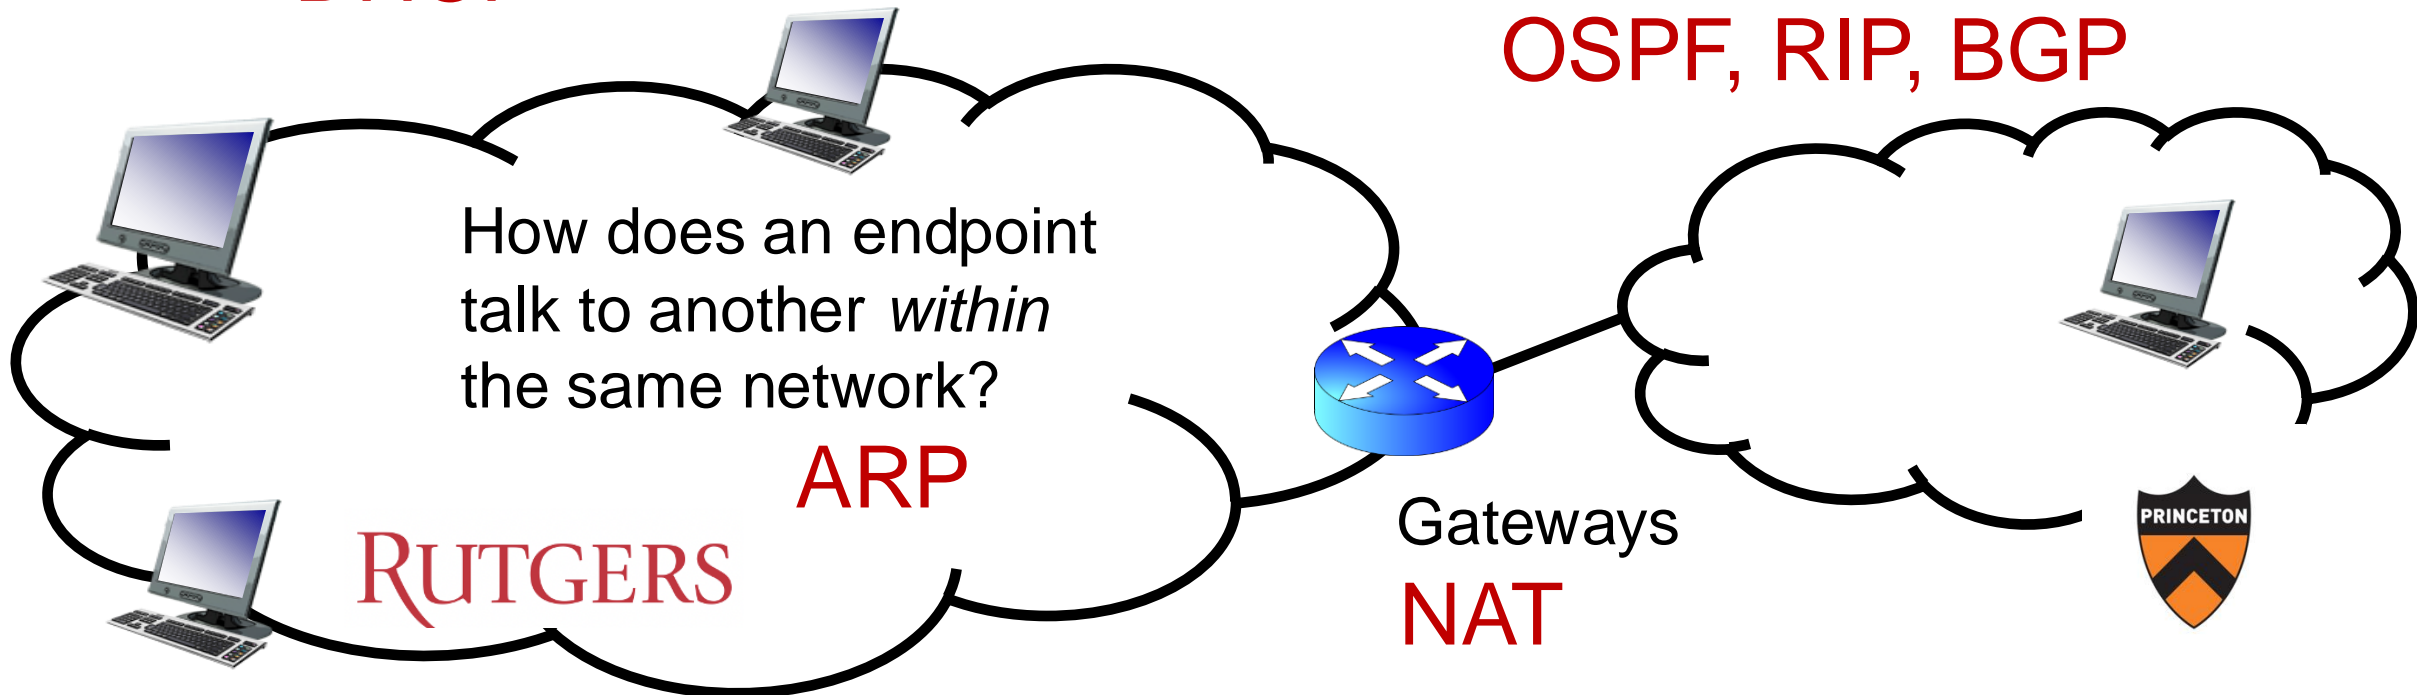 OSPF, RIP, BGP
How does an endpoint
talk to another within
the same network?
ARP
RUTGERS
Gateways
NAT
PRINCETON